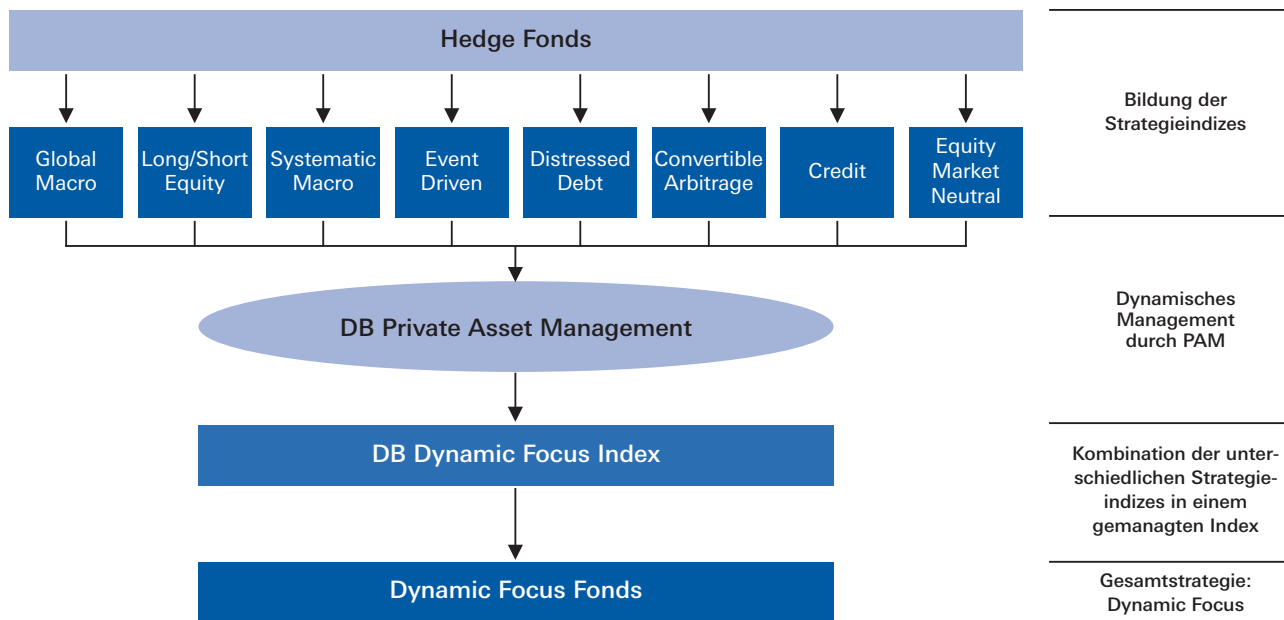 Hedge Fonds
Bildung der
Strategieindizes
Global
Macro
Long/Short
Equity
Systematic
Macro
Event
Driven
Distressed
Debt
Convertible
Arbitrage
Credit
Equity
Market
Neutral
DB Private Asset Management
Dynamisches
Management
durch PAM
DB Dynamic Focus Index
Kombination der unter-
schiedlichen Strategie-
indizes in einem
gemanagten Index
Dynamic Focus Fonds
Gesamtstrategie:
Dynamic Focus